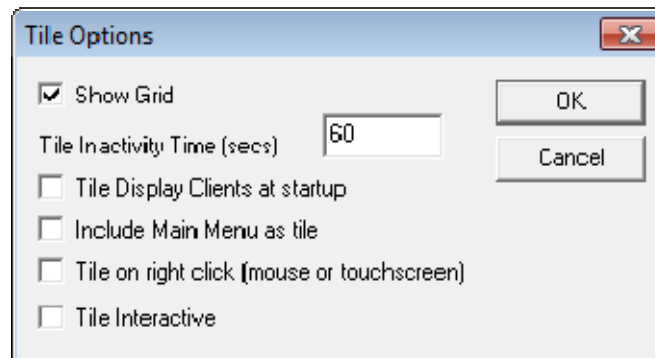 Tile Options
Show Grid
OK
Tile Inactivity Time (secs) 60
Cancel
Tile Display Clients at startup
Include Main Menu as tile
Tile on right click (mouse or touchscreen)
Tile Interactive